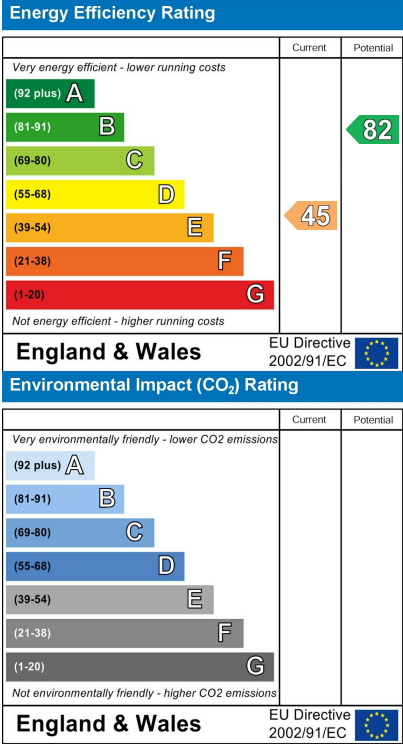 Energy Efficiency Rating
Current Potential
Very energy efficient - lower running costs
(92 plus) A
(81-91) B
82
(69-80) C
(55-68) D
45
(39-54) E
(21-38) F
(1-20) G
Not energy efficient - higher running costs
England & Wales
EU Directive
2002/91/EC
Environmental Impact (CO₂) Rating
Current Potential
Very environmentally friendly - lower CO2 emissions
(92 plus) A
(81-91) B
(69-80) C
(55-68) D
(39-54) E
(21-38) F
(1-20) G
Not environmentally friendly - higher CO2 emissions
England & Wales
EU Directive
2002/91/EC